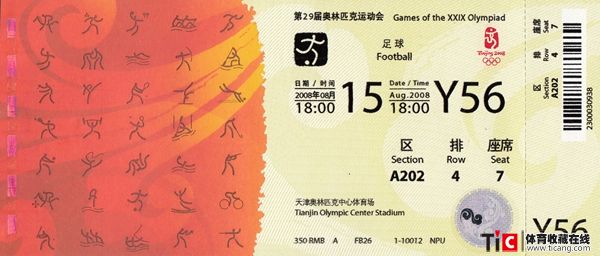 第29届奥林匹克运动会 Games of the XXIX Olympiad
足球
Football
Beijing 2008
日期 / 时间 Date / Time
2008年08月 15 Aug.2008 Y56
18:00 18:00
区 排 座席
Section Row Seat
A202 4 7
天津奥林匹克中心体育场
Tianjin Olympic Center Stadium
350 RMB A FB26 1-10012 NPU
座席 Seat 7
排 Row 4
区 Section A202
2300030938
Y56
TiC 体育收藏在线
www.ticang.com